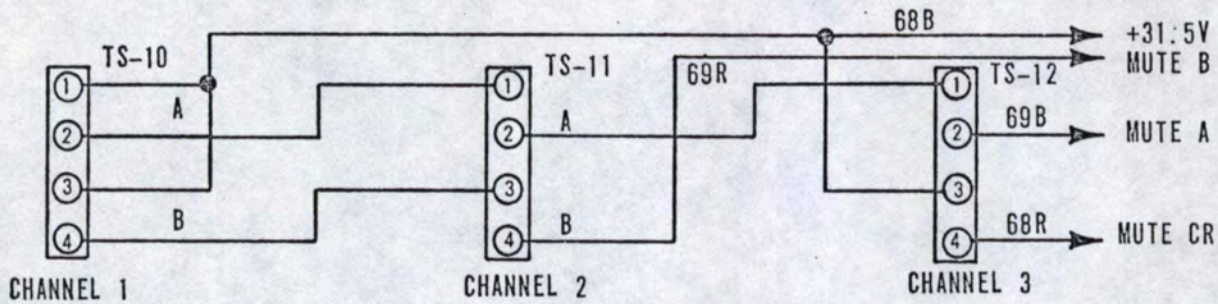 68B
+31.5V
MUTE B
TS-10
TS-11
69R
TS-12
1
A
1
1
2
2
A
2
69B
MUTE A
3
3
3
B
4
4
B
4
68R
MUTE CR
CHANNEL 1
CHANNEL 2
CHANNEL 3